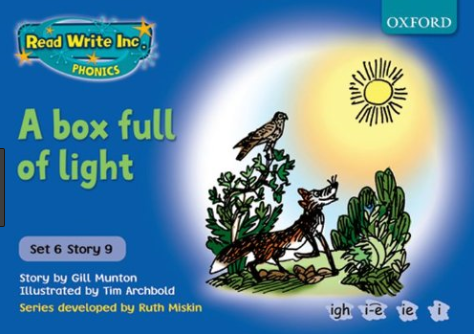 OXFORD
Read Write Inc.
PHONICS
A box full
of light
Set 6 Story 9
Story by Gill Munton
Illustrated by Tim Archbold
Series developed by Ruth Miskin
igh i-e ie i